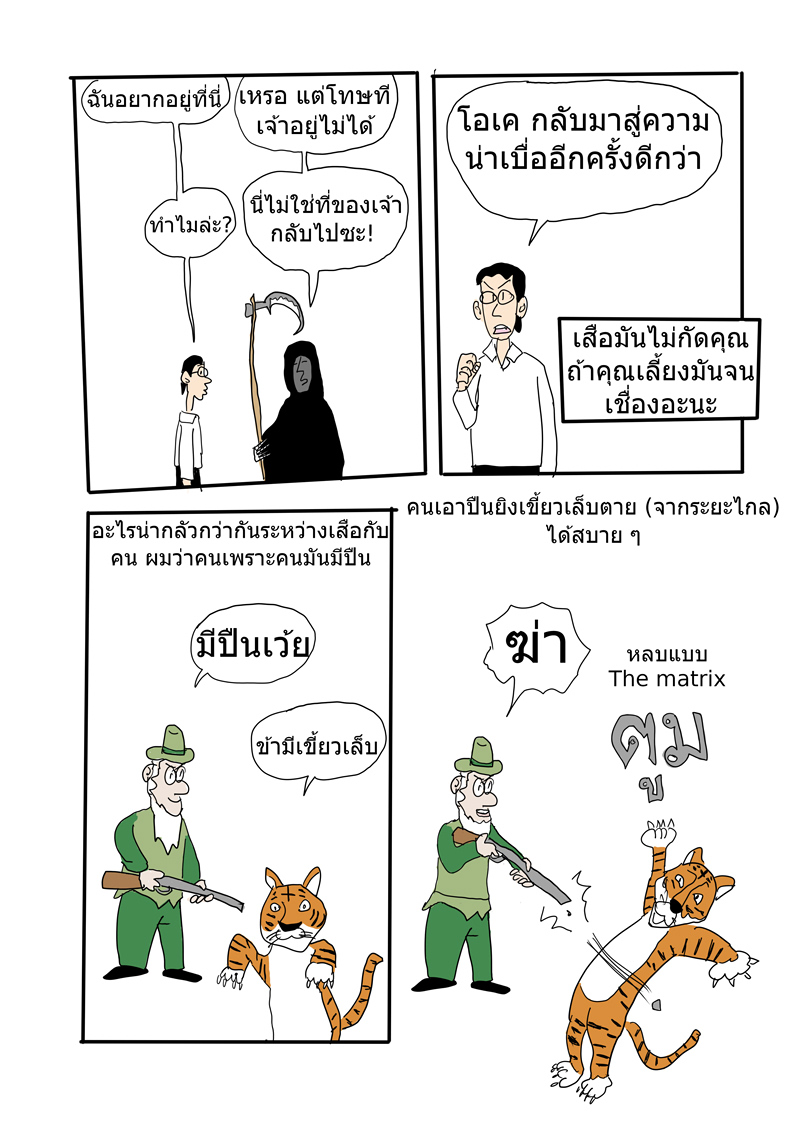 ฉันอยากอยู่ที่นี่
เหรอ แต่โทษที
เจ้าอยู่ไม่ได้
ทำไมล่ะ?
นี่ไม่ใช่ที่ของเจ้า
กลับไปซะ!
โอเค กลับมาสู่ความ
น่าเบื่ออีกครั้งดีกว่า
เสือมันไม่กัดคุณ
ถ้าคุณเลี้ยงมันจน
เชื่องอะนะ
อะไรน่ากลัวกว่ากันระหว่างเสือกับ
คน ผมว่าคนเพราะคนมันมีปืน
มีปืนเว้ย
ข้ามีเขี้ยวเล็บ
คนเอาปืนยิงเขี้ยวเล็บตาย (จากระยะไกล)
ได้สบาย ๆ
ฆ่า
หลบแบบ
The matrix
ตูม